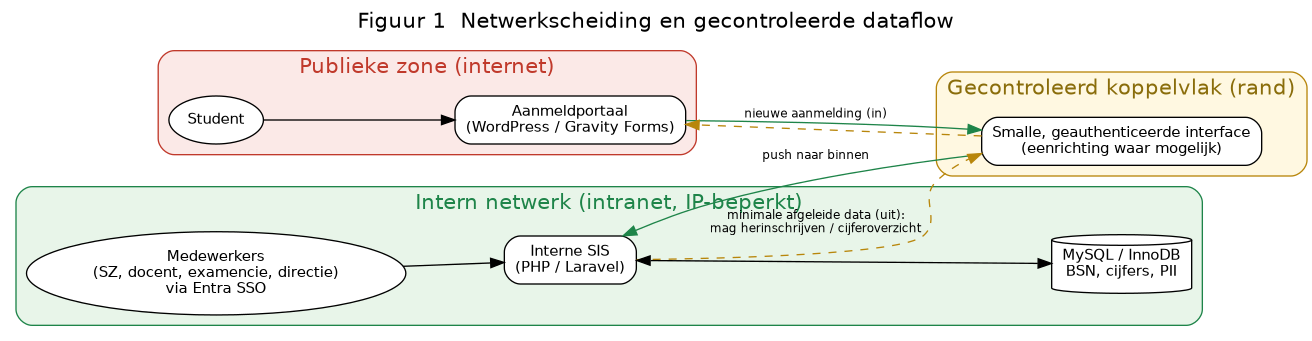 Figuur 1  Netwerkscheiding en gecontroleerde dataflow
Publieke zone (internet)
Student
Aanmeldportaal
(WordPress / Gravity Forms)
nieuwe aanmelding (in)
Gecontroleerd koppelvlak (rand)
Smalle, geauthenticeerde interface
(eenrichting waar mogelijk)
push naar binnen
Intern netwerk (intranet, IP-beperkt)
minimale afgeleide data (uit):
mag herinschrijven / cijferoverzicht
Medewerkers
(SZ, docent, examencie, directie)
via Entra SSO
Interne SIS
(PHP / Laravel)
MySQL / InnoDB
BSN, cijfers, PII